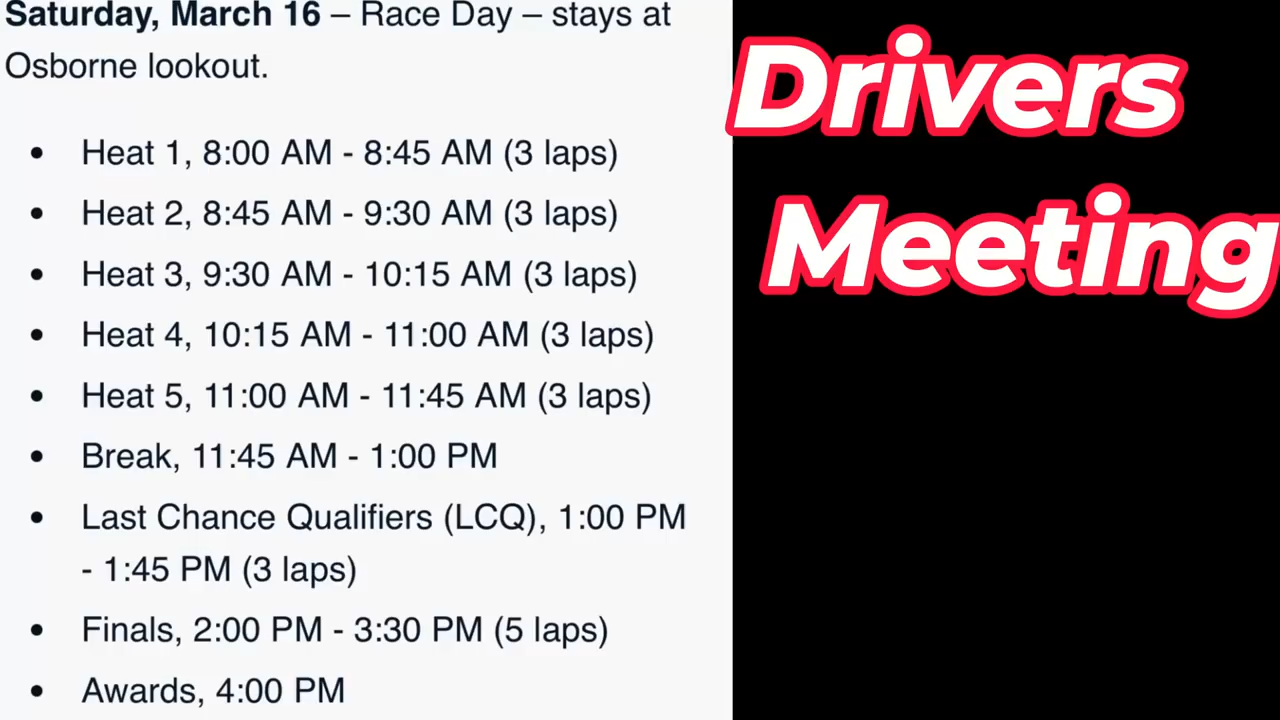 Saturday, March 16 – Race Day – stays at
Osborne lookout.
• Heat 1, 8:00 AM - 8:45 AM (3 laps)
• Heat 2, 8:45 AM - 9:30 AM (3 laps)
• Heat 3, 9:30 AM - 10:15 AM (3 laps)
• Heat 4, 10:15 AM - 11:00 AM (3 laps)
• Heat 5, 11:00 AM - 11:45 AM (3 laps)
• Break, 11:45 AM - 1:00 PM
• Last Chance Qualifiers (LCQ), 1:00 PM
- 1:45 PM (3 laps)
• Finals, 2:00 PM - 3:30 PM (5 laps)
• Awards, 4:00 PM
Drivers
Meeting